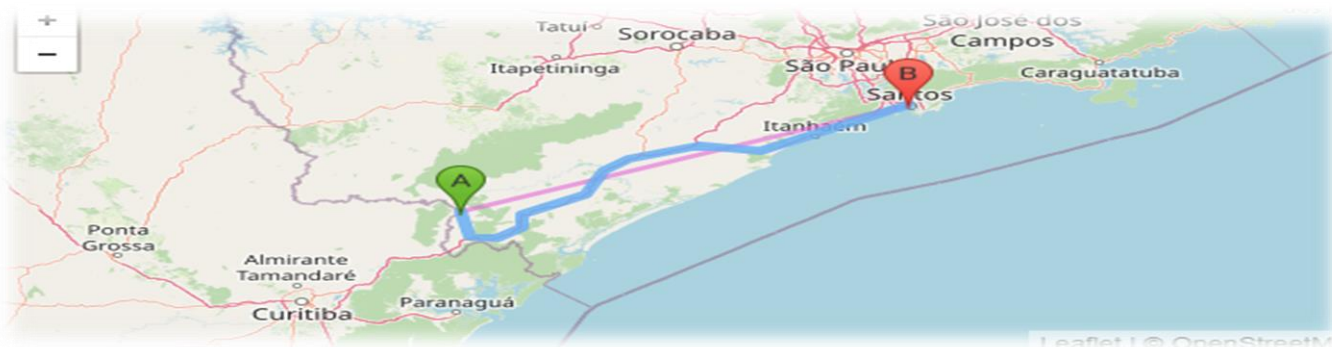 +
−
Tatuí
Sorocaba
São José dos
Campos
Itapetininga
São Pau
B
Caraguatatuba
Santos
Itanhaém
A
Ponta
Grossa
Almirante
Tamandaré
Curitiba
Paranaguá
Leaflet | © OpenStreetM